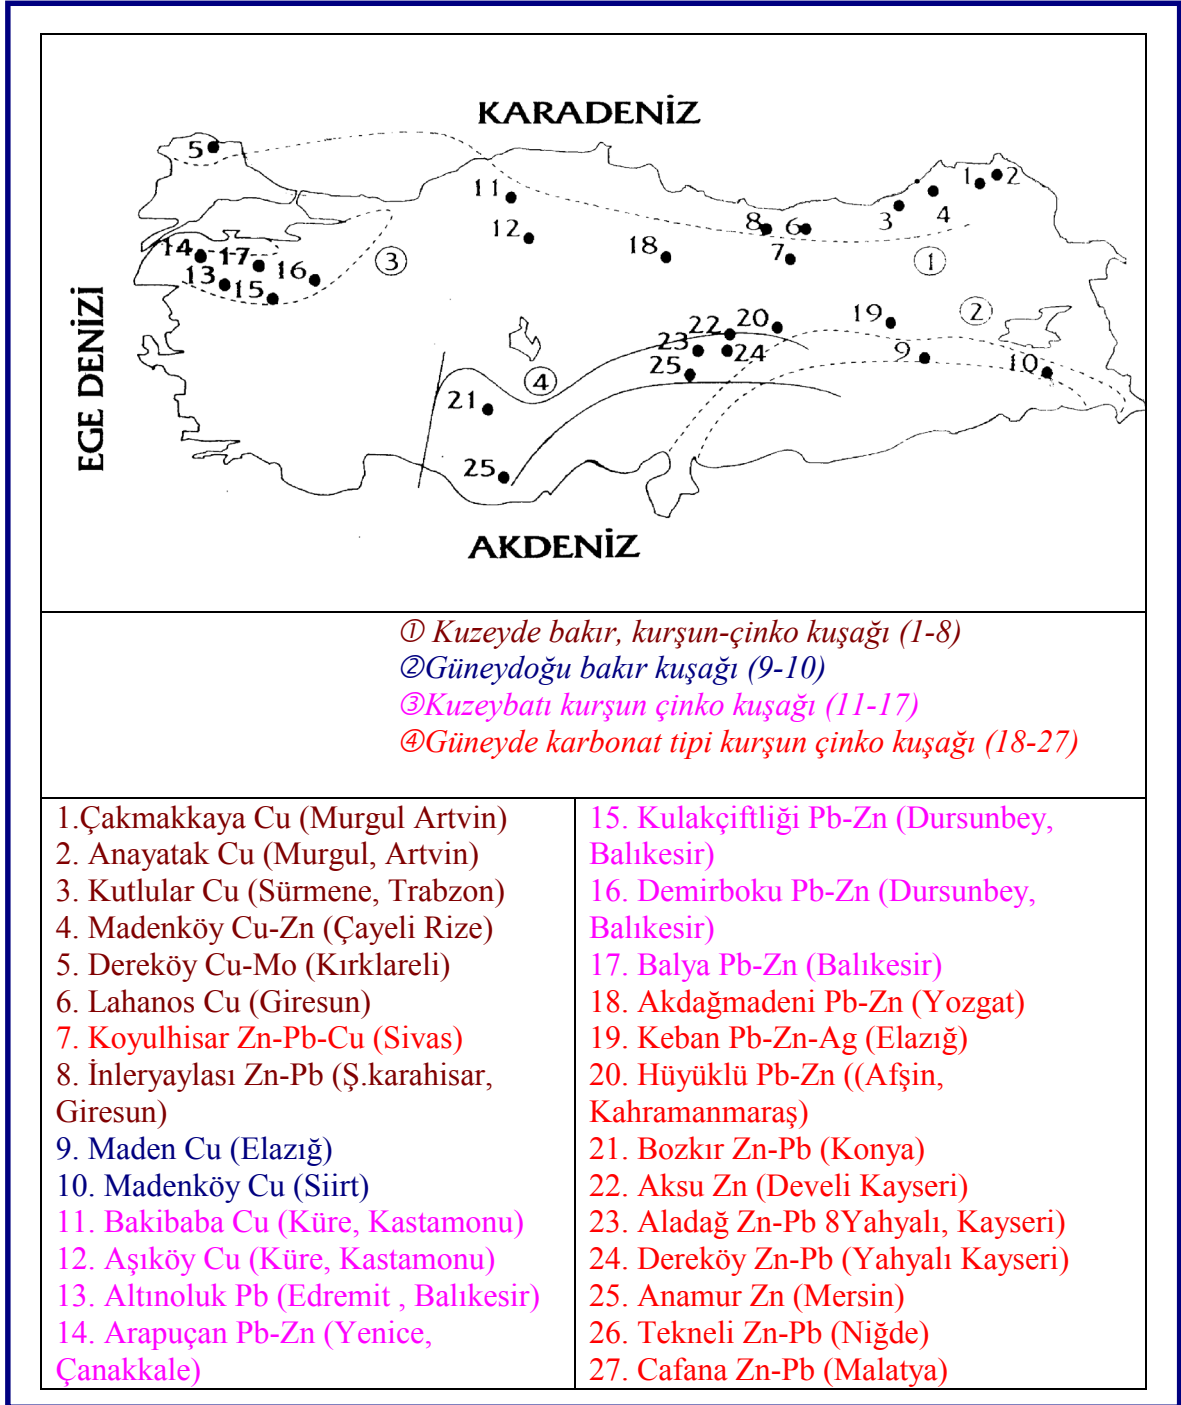 KARADENİZ
5
11
12
18
8
6
7
3
4
1
2
①
14
17
13
15
16
③
EGE DENİZİ
④
21
25
22
20
23
24
25
19
②
9
10
AKDENİZ
① Kuzeyde bakır, kurşun-çinko kuşağı (1-8)
②Güneydoğu bakır kuşağı (9-10)
③Kuzeybatı kurşun çinko kuşağı (11-17)
④Güneyde karbonat tipi kurşun çinko kuşağı (18-27)
1.Çakmakkaya Cu (Murgul Artvin)
2. Anayatak Cu (Murgul, Artvin)
3. Kutlular Cu (Sürmene, Trabzon)
4. Madenköy Cu-Zn (Çayeli Rize)
5. Dereköy Cu-Mo (Kırklareli)
6. Lahanos Cu (Giresun)
7. Koyulhisar Zn-Pb-Cu (Sivas)
8. İnleryaylası Zn-Pb (Ş.karahisar,
Giresun)
9. Maden Cu (Elazığ)
10. Madenköy Cu (Siirt)
11. Bakibaba Cu (Küre, Kastamonu)
12. Aşıköy Cu (Küre, Kastamonu)
13. Altınoluk Pb (Edremit , Balıkesir)
14. Arapuçan Pb-Zn (Yenice,
Çanakkale)
15. Kulakçiftliği Pb-Zn (Dursunbey,
Balıkesir)
16. Demirboku Pb-Zn (Dursunbey,
Balıkesir)
17. Balya Pb-Zn (Balıkesir)
18. Akdağmadeni Pb-Zn (Yozgat)
19. Keban Pb-Zn-Ag (Elazığ)
20. Hüyüklü Pb-Zn ((Afşin,
Kahramanmaraş)
21. Bozkır Zn-Pb (Konya)
22. Aksu Zn (Develi Kayseri)
23. Aladağ Zn-Pb 8Yahyalı, Kayseri)
24. Dereköy Zn-Pb (Yahyalı Kayseri)
25. Anamur Zn (Mersin)
26. Tekneli Zn-Pb (Niğde)
27. Cafana Zn-Pb (Malatya)